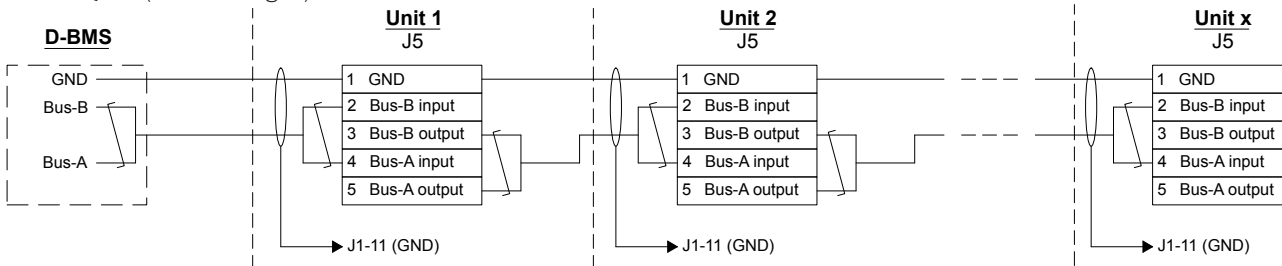 D-BMS
GND
Bus-B
Bus-A
Unit 1
J5
1 GND
2 Bus-B input
3 Bus-B output
4 Bus-A input
5 Bus-A output
J1-11 (GND)
Unit 2
J5
1 GND
2 Bus-B input
3 Bus-B output
4 Bus-A input
5 Bus-A output
J1-11 (GND)
Unit x
J5
1 GND
2 Bus-B input
3 Bus-B output
4 Bus-A input
5 Bus-A output
J1-11 (GND)